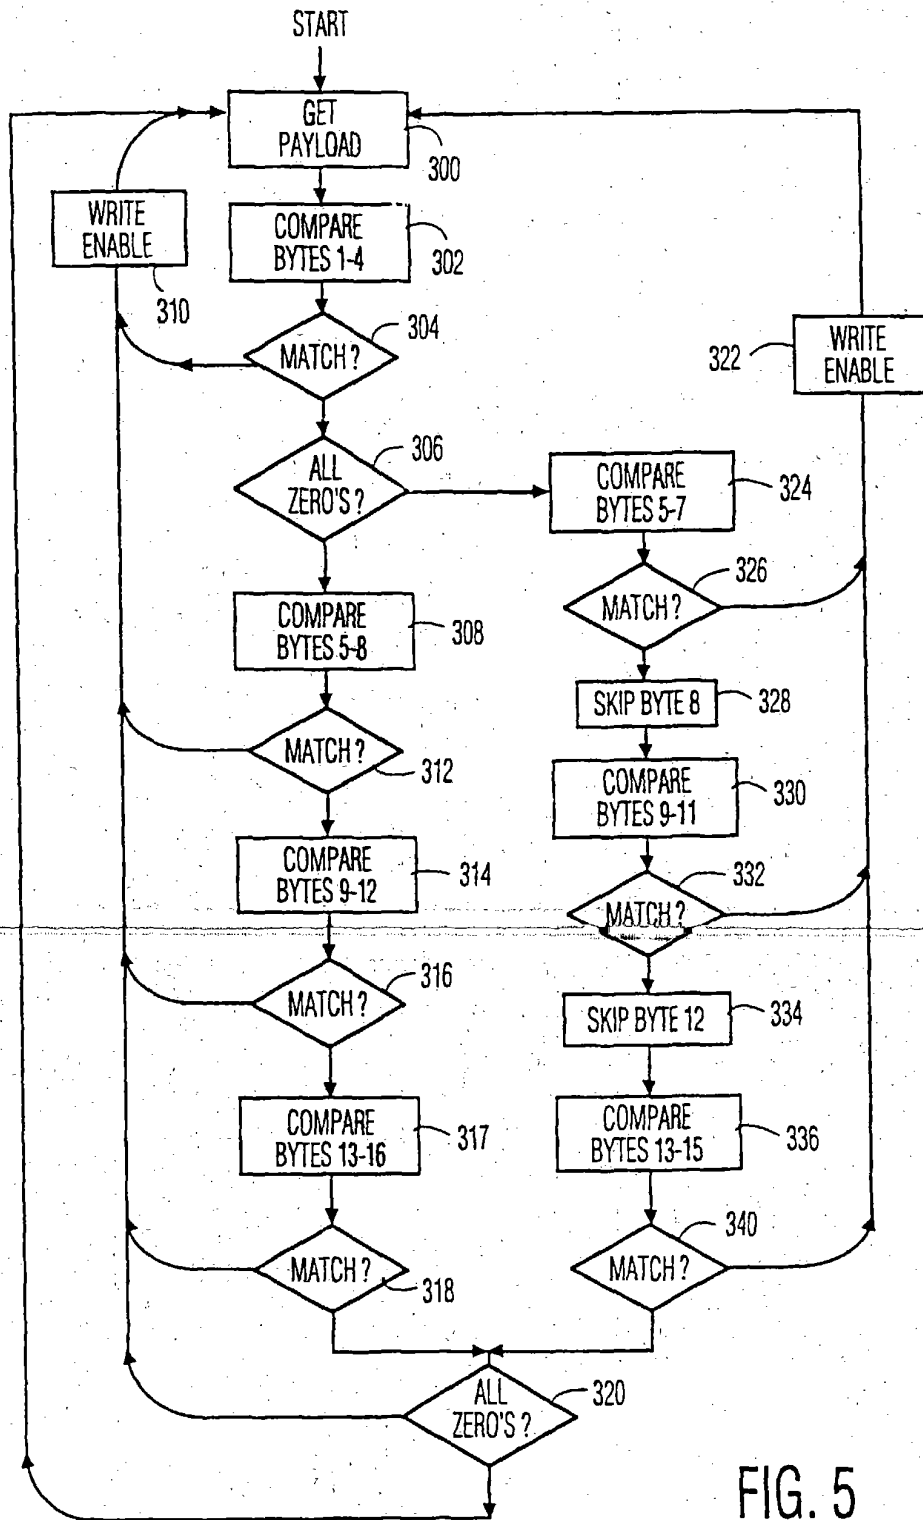 START
GET
PAYLOAD
300
WRITE
ENABLE
310
COMPARE
BYTES 1-4
302
MATCH?
304
322
WRITE
ENABLE
ALL
ZERO'S?
306
COMPARE
BYTES 5-7
324
COMPARE
BYTES 5-8
308
MATCH?
326
SKIP BYTE 8
328
MATCH?
312
COMPARE
BYTES 9-11
330
COMPARE
BYTES 9-12
314
MATCH?
332
MATCH?
316
SKIP BYTE 12
334
COMPARE
BYTES 13-16
317
COMPARE
BYTES 13-15
336
MATCH?
318
MATCH?
340
ALL
ZERO'S?
320
FIG. 5